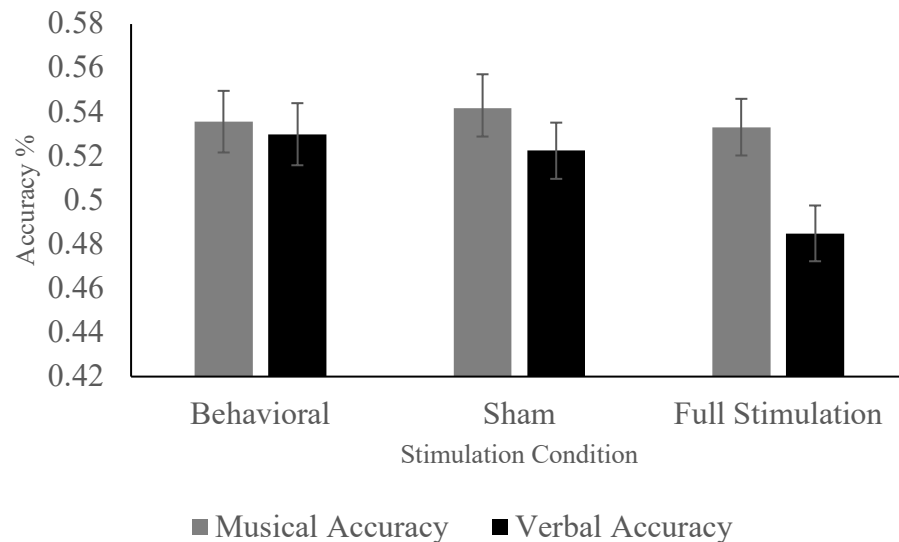 0.58
0.56
0.54
0.52
0.5
0.48
0.46
0.44
0.42
Accuracy %
Behavioral Sham Full Stimulation
Stimulation Condition
Musical Accuracy Verbal Accuracy